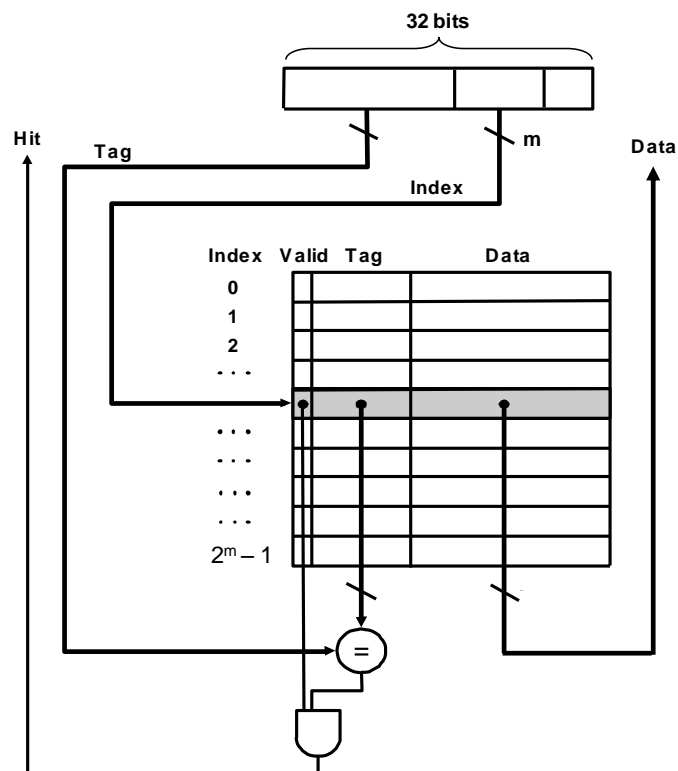 32 bits
Hit
m
Data
Tag
Index
Index Valid Tag Data
0
1
2
...
...
...
...
...
2ᵐ – 1
=